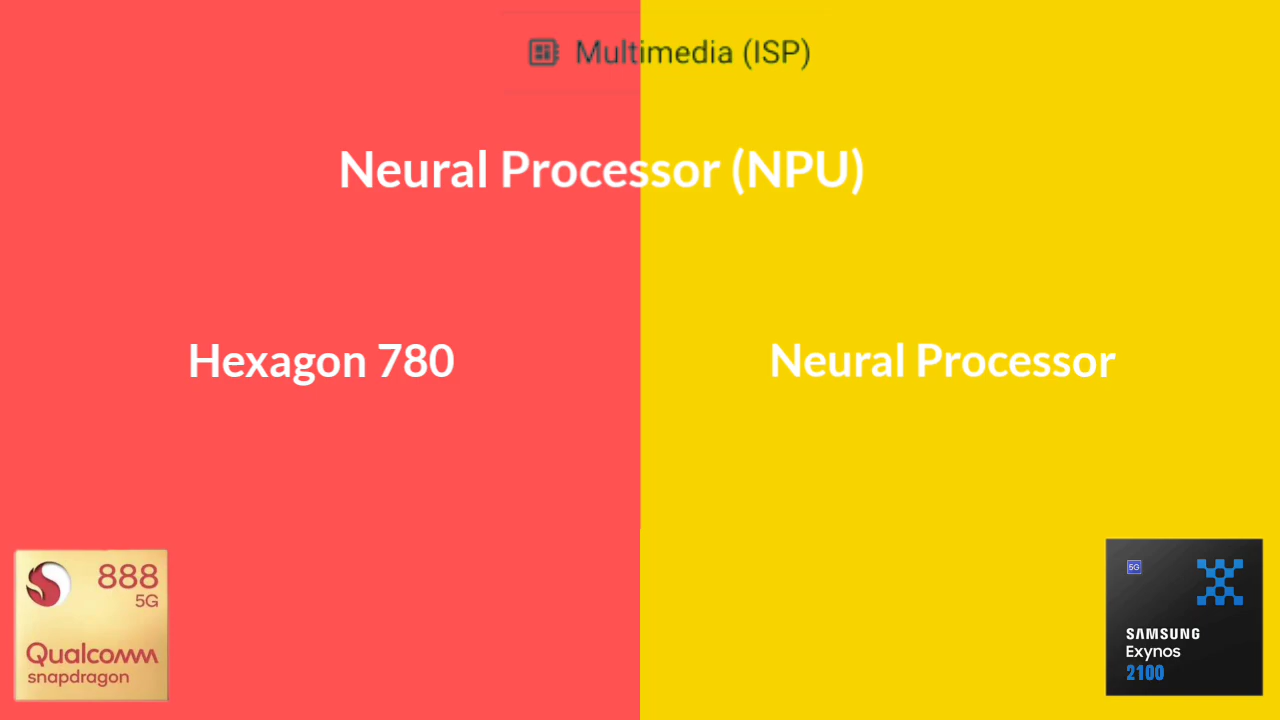 Multimedia (ISP)
Neural Processor (NPU)
Hexagon 780
Neural Processor
888
5G
Qualcomm
snapdragon
5G
SAMSUNG
Exynos
2100